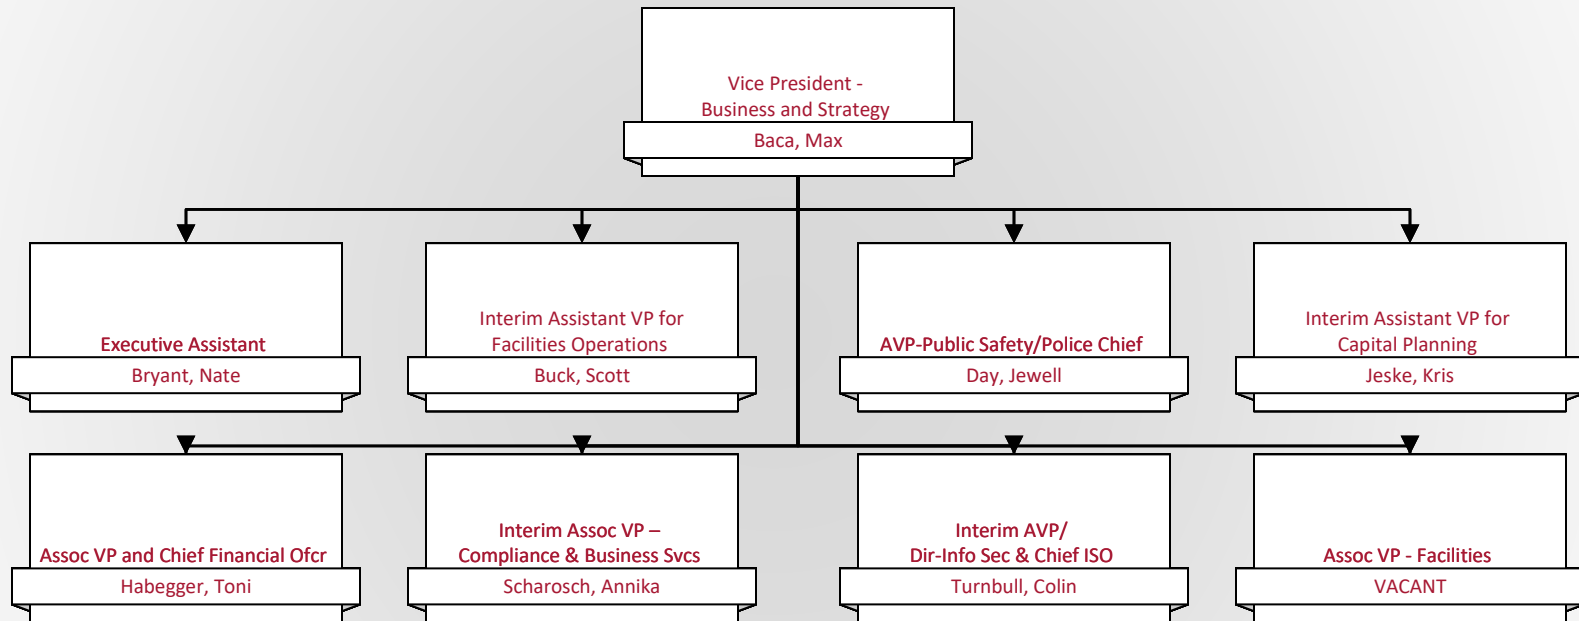 Vice President -
Business and Strategy
Baca, Max
Executive Assistant
Bryant, Nate
Interim Assistant VP for
Facilities Operations
Buck, Scott
AVP-Public Safety/Police Chief
Day, Jewell
Interim Assistant VP for
Capital Planning
Jeske, Kris
Assoc VP and Chief Financial Ofcr
Habegger, Toni
Interim Assoc VP –
Compliance & Business Svcs
Scharosch, Annika
Interim AVP/
Dir-Info Sec & Chief ISO
Turnbull, Colin
Assoc VP - Facilities
VACANT